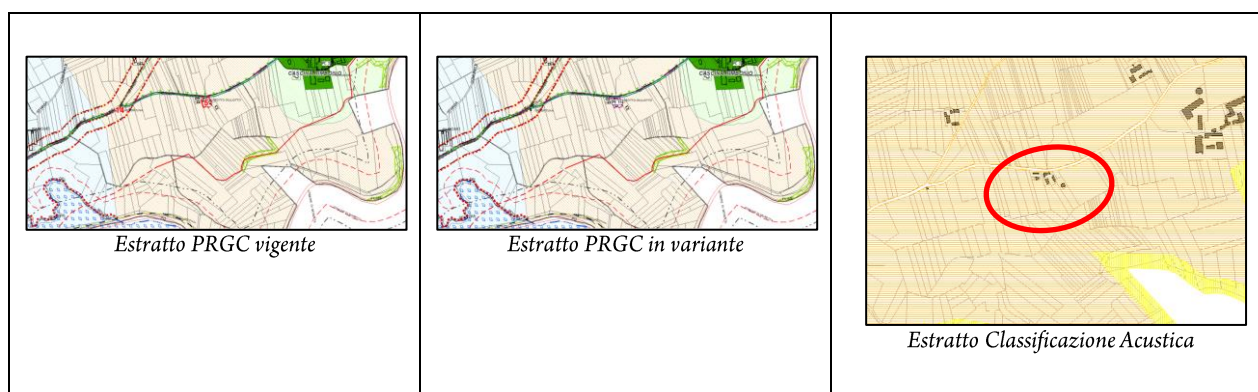 Estratto PRGC vigente
Estratto PRGC in variante
Estratto Classificazione Acustica